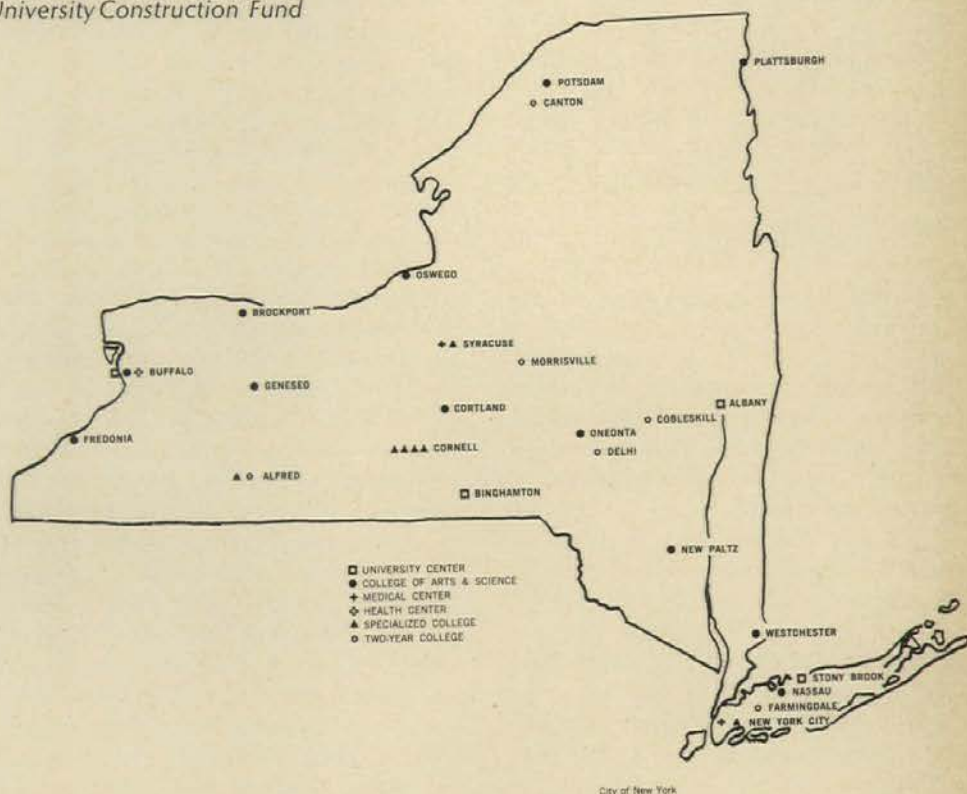 University Construction Fund
PLATTSBURGH
POTSDAM
CANTON
OSWEGO
BROCKPORT
SYRACUSE
MORRISVILLE
BUFFALO
GENESEO
ALBANY
CORTLAND
COBLESKILL
FREDONIA
ONEONTA
CORNELL
DELHI
ALFRED
BINGHAMTON
NEW PALTZ
UNIVERSITY CENTER
COLLEGE OF ARTS & SCIENCE
MEDICAL CENTER
HEALTH CENTER
SPECIALIZED COLLEGE
TWO-YEAR COLLEGE
WESTCHESTER
STONY BROOK
NASSAU
FARMINGDALE
NEW YORK CITY
City of New York